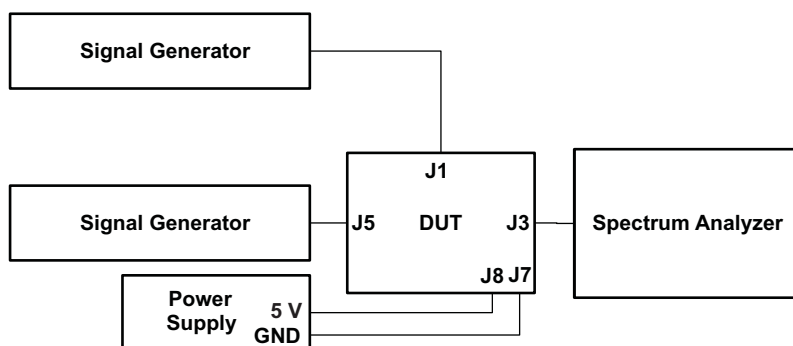 Signal Generator
J1
Signal Generator
J5 DUT J3
Spectrum Analyzer
J8 J7
Power
Supply
5 V
GND